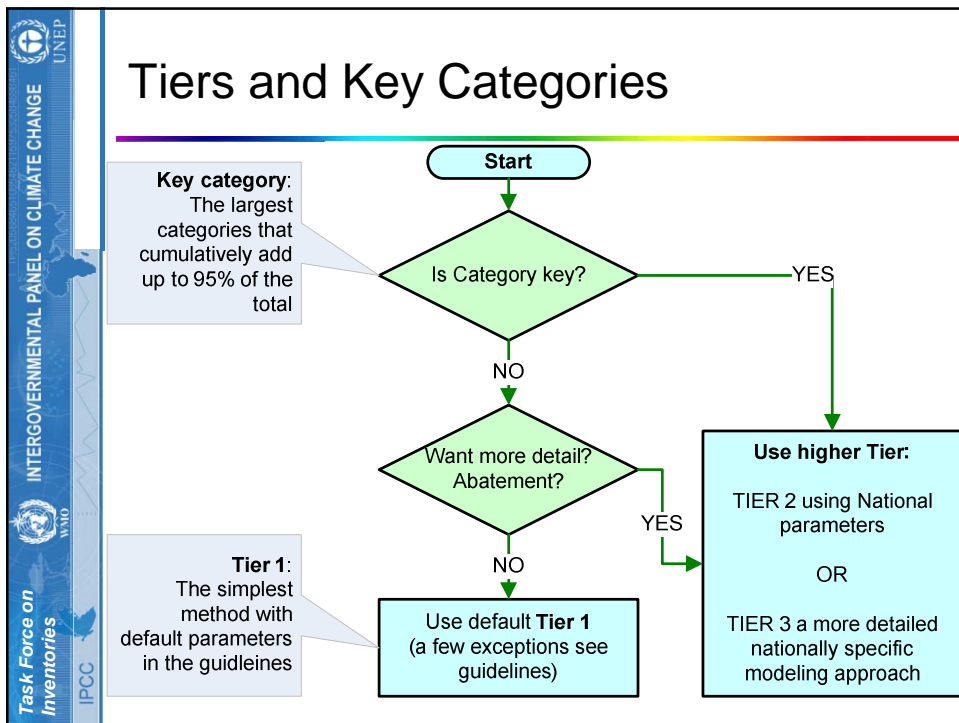 Tiers and Key Categories
UNEP
INTERGOVERNMENTAL PANEL ON CLIMATE CHANGE
WMO
Task Force on
Inventories
IPCC
Start
Key category:
The largest
categories that
cumulatively add
up to 95% of the
total
Is Category key?
YES
NO
Want more detail?
Abatement?
YES
NO
Use higher Tier:
TIER 2 using National
parameters
OR
TIER 3 a more detailed
nationally specific
modeling approach
Tier 1:
The simplest
method with
default parameters
in the guidleines
Use default Tier 1
(a few exceptions see
guidelines)